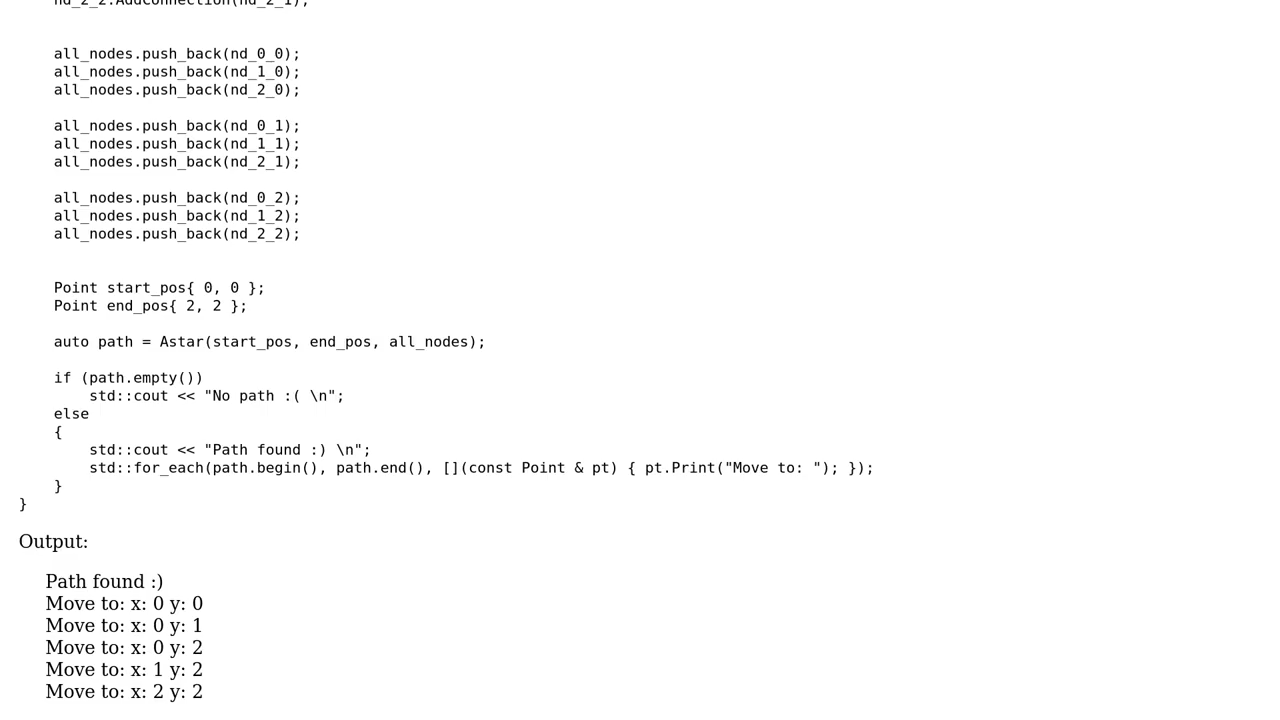 nd_2_2.AddConnection(nd_2_1);
all_nodes.push_back(nd_0_0);
all_nodes.push_back(nd_1_0);
all_nodes.push_back(nd_2_0);
all_nodes.push_back(nd_0_1);
all_nodes.push_back(nd_1_1);
all_nodes.push_back(nd_2_1);
all_nodes.push_back(nd_0_2);
all_nodes.push_back(nd_1_2);
all_nodes.push_back(nd_2_2);
Point start_pos{ 0, 0 };
Point end_pos{ 2, 2 };
auto path = Astar(start_pos, end_pos, all_nodes);
if (path.empty())
std::cout << "No path :( \n";
else
{
std::cout << "Path found :) \n";
std::for_each(path.begin(), path.end(), [](const Point & pt) { pt.Print("Move to: "); });
}
}
Output:
Path found :)
Move to: x: 0 y: 0
Move to: x: 0 y: 1
Move to: x: 0 y: 2
Move to: x: 1 y: 2
Move to: x: 2 y: 2